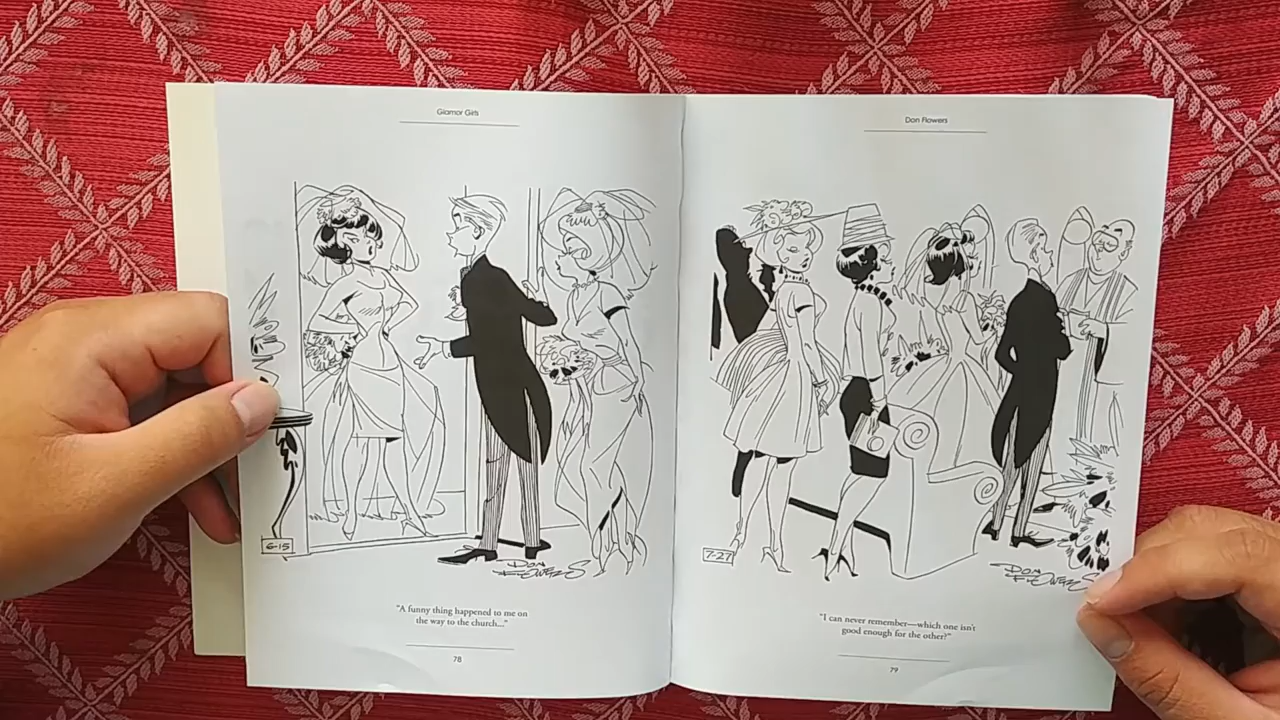 Glamor Girls
6-15
DON
FLOWERS
"A funny thing happened to me on
the way to the church..."
78
Don Flowers
7-27
DON
FLOWERS
"I can never remember—which one isn't
good enough for the other?"
79